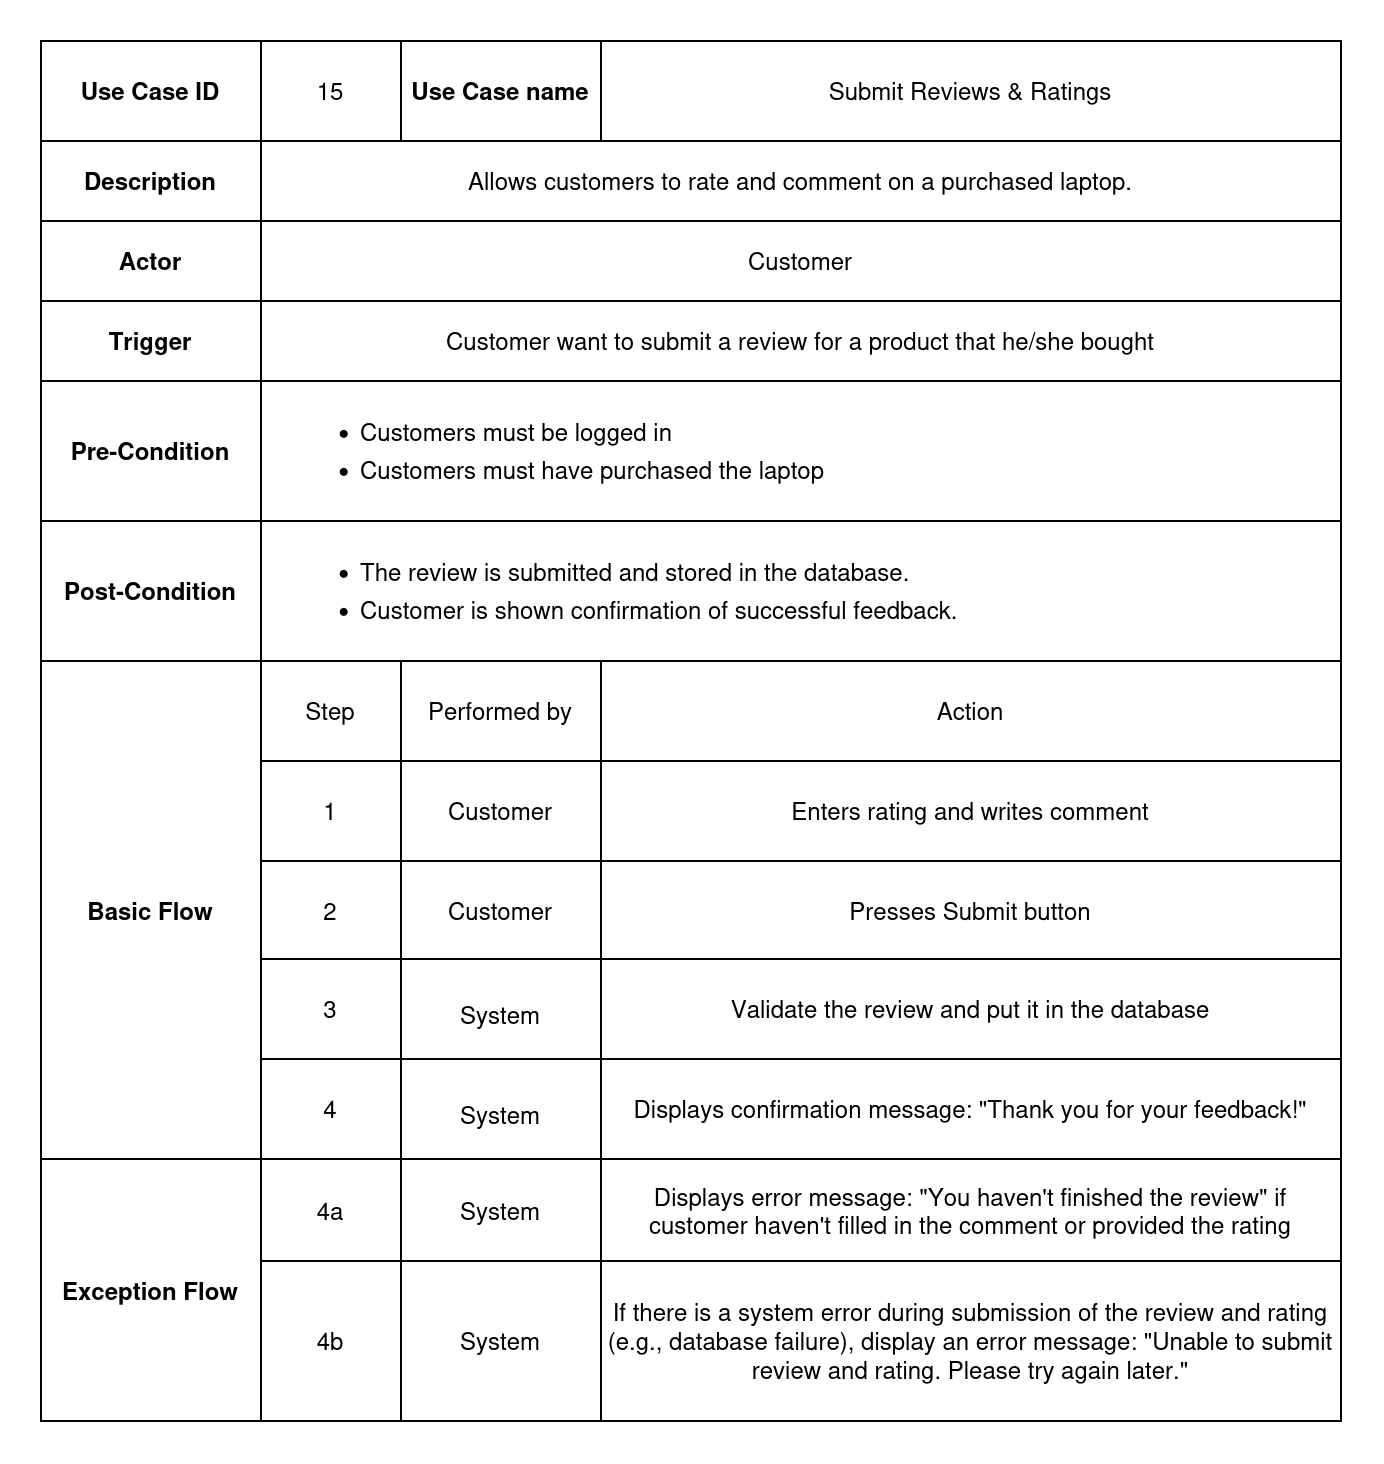 Use Case ID 15 Use Case name Submit Reviews & Ratings
Description Allows customers to rate and comment on a purchased laptop.
Actor Customer
Trigger Customer want to submit a review for a product that he/she bought
Pre-Condition
• Customers must be logged in
• Customers must have purchased the laptop
Post-Condition
• The review is submitted and stored in the database.
• Customer is shown confirmation of successful feedback.
Basic Flow
Step Performed by Action
1 Customer Enters rating and writes comment
2 Customer Presses Submit button
3 System Validate the review and put it in the database
4 System Displays confirmation message: "Thank you for your feedback!"
Exception Flow
4a System Displays error message: "You haven't finished the review" if
customer haven't filled in the comment or provided the rating
4b System If there is a system error during submission of the review and rating
(e.g., database failure), display an error message: "Unable to submit
review and rating. Please try again later."